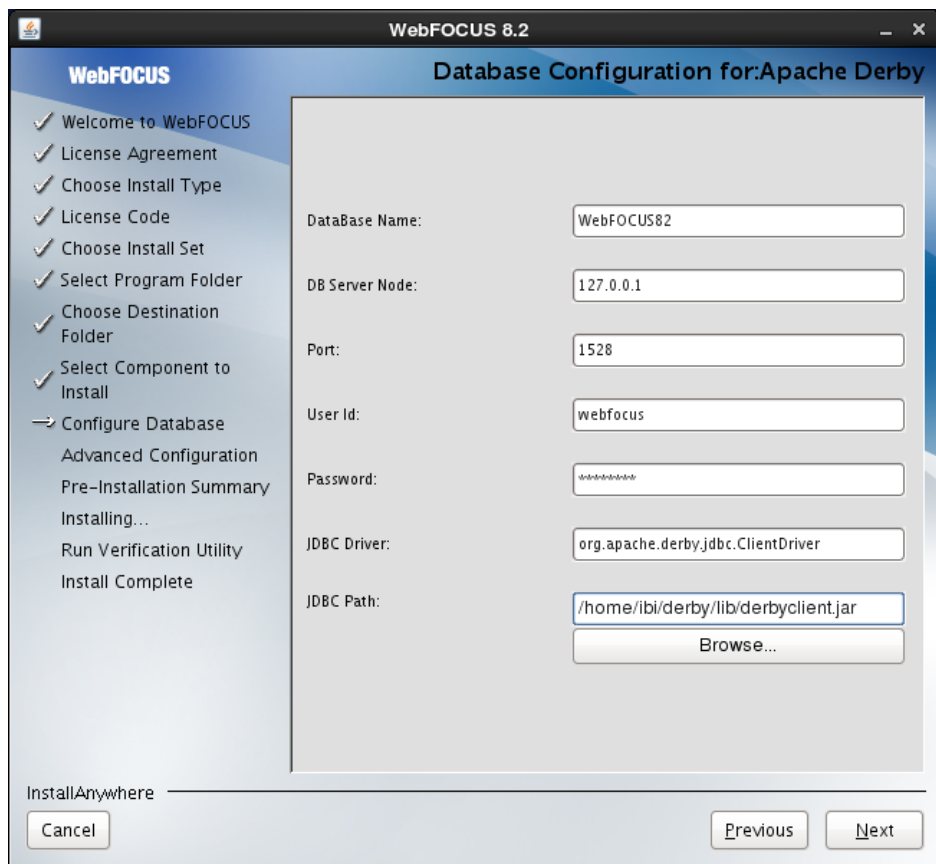 WebFOCUS 8.2
WebFOCUS
Database Configuration for:Apache Derby
Welcome to WebFOCUS
License Agreement
Choose Install Type
License Code
Choose Install Set
Select Program Folder
Choose Destination
Folder
Select Component to
Install
Configure Database
Advanced Configuration
Pre-Installation Summary
Installing...
Run Verification Utility
Install Complete
DataBase Name: WebFOCUS82
DB Server Node: 127.0.0.1
Port: 1528
User Id: webfocus
Password: ********
JDBC Driver: org.apache.derby.jdbc.ClientDriver
JDBC Path: /home/ibi/derby/lib/derbyclient.jar
Browse...
InstallAnywhere
Cancel Previous Next